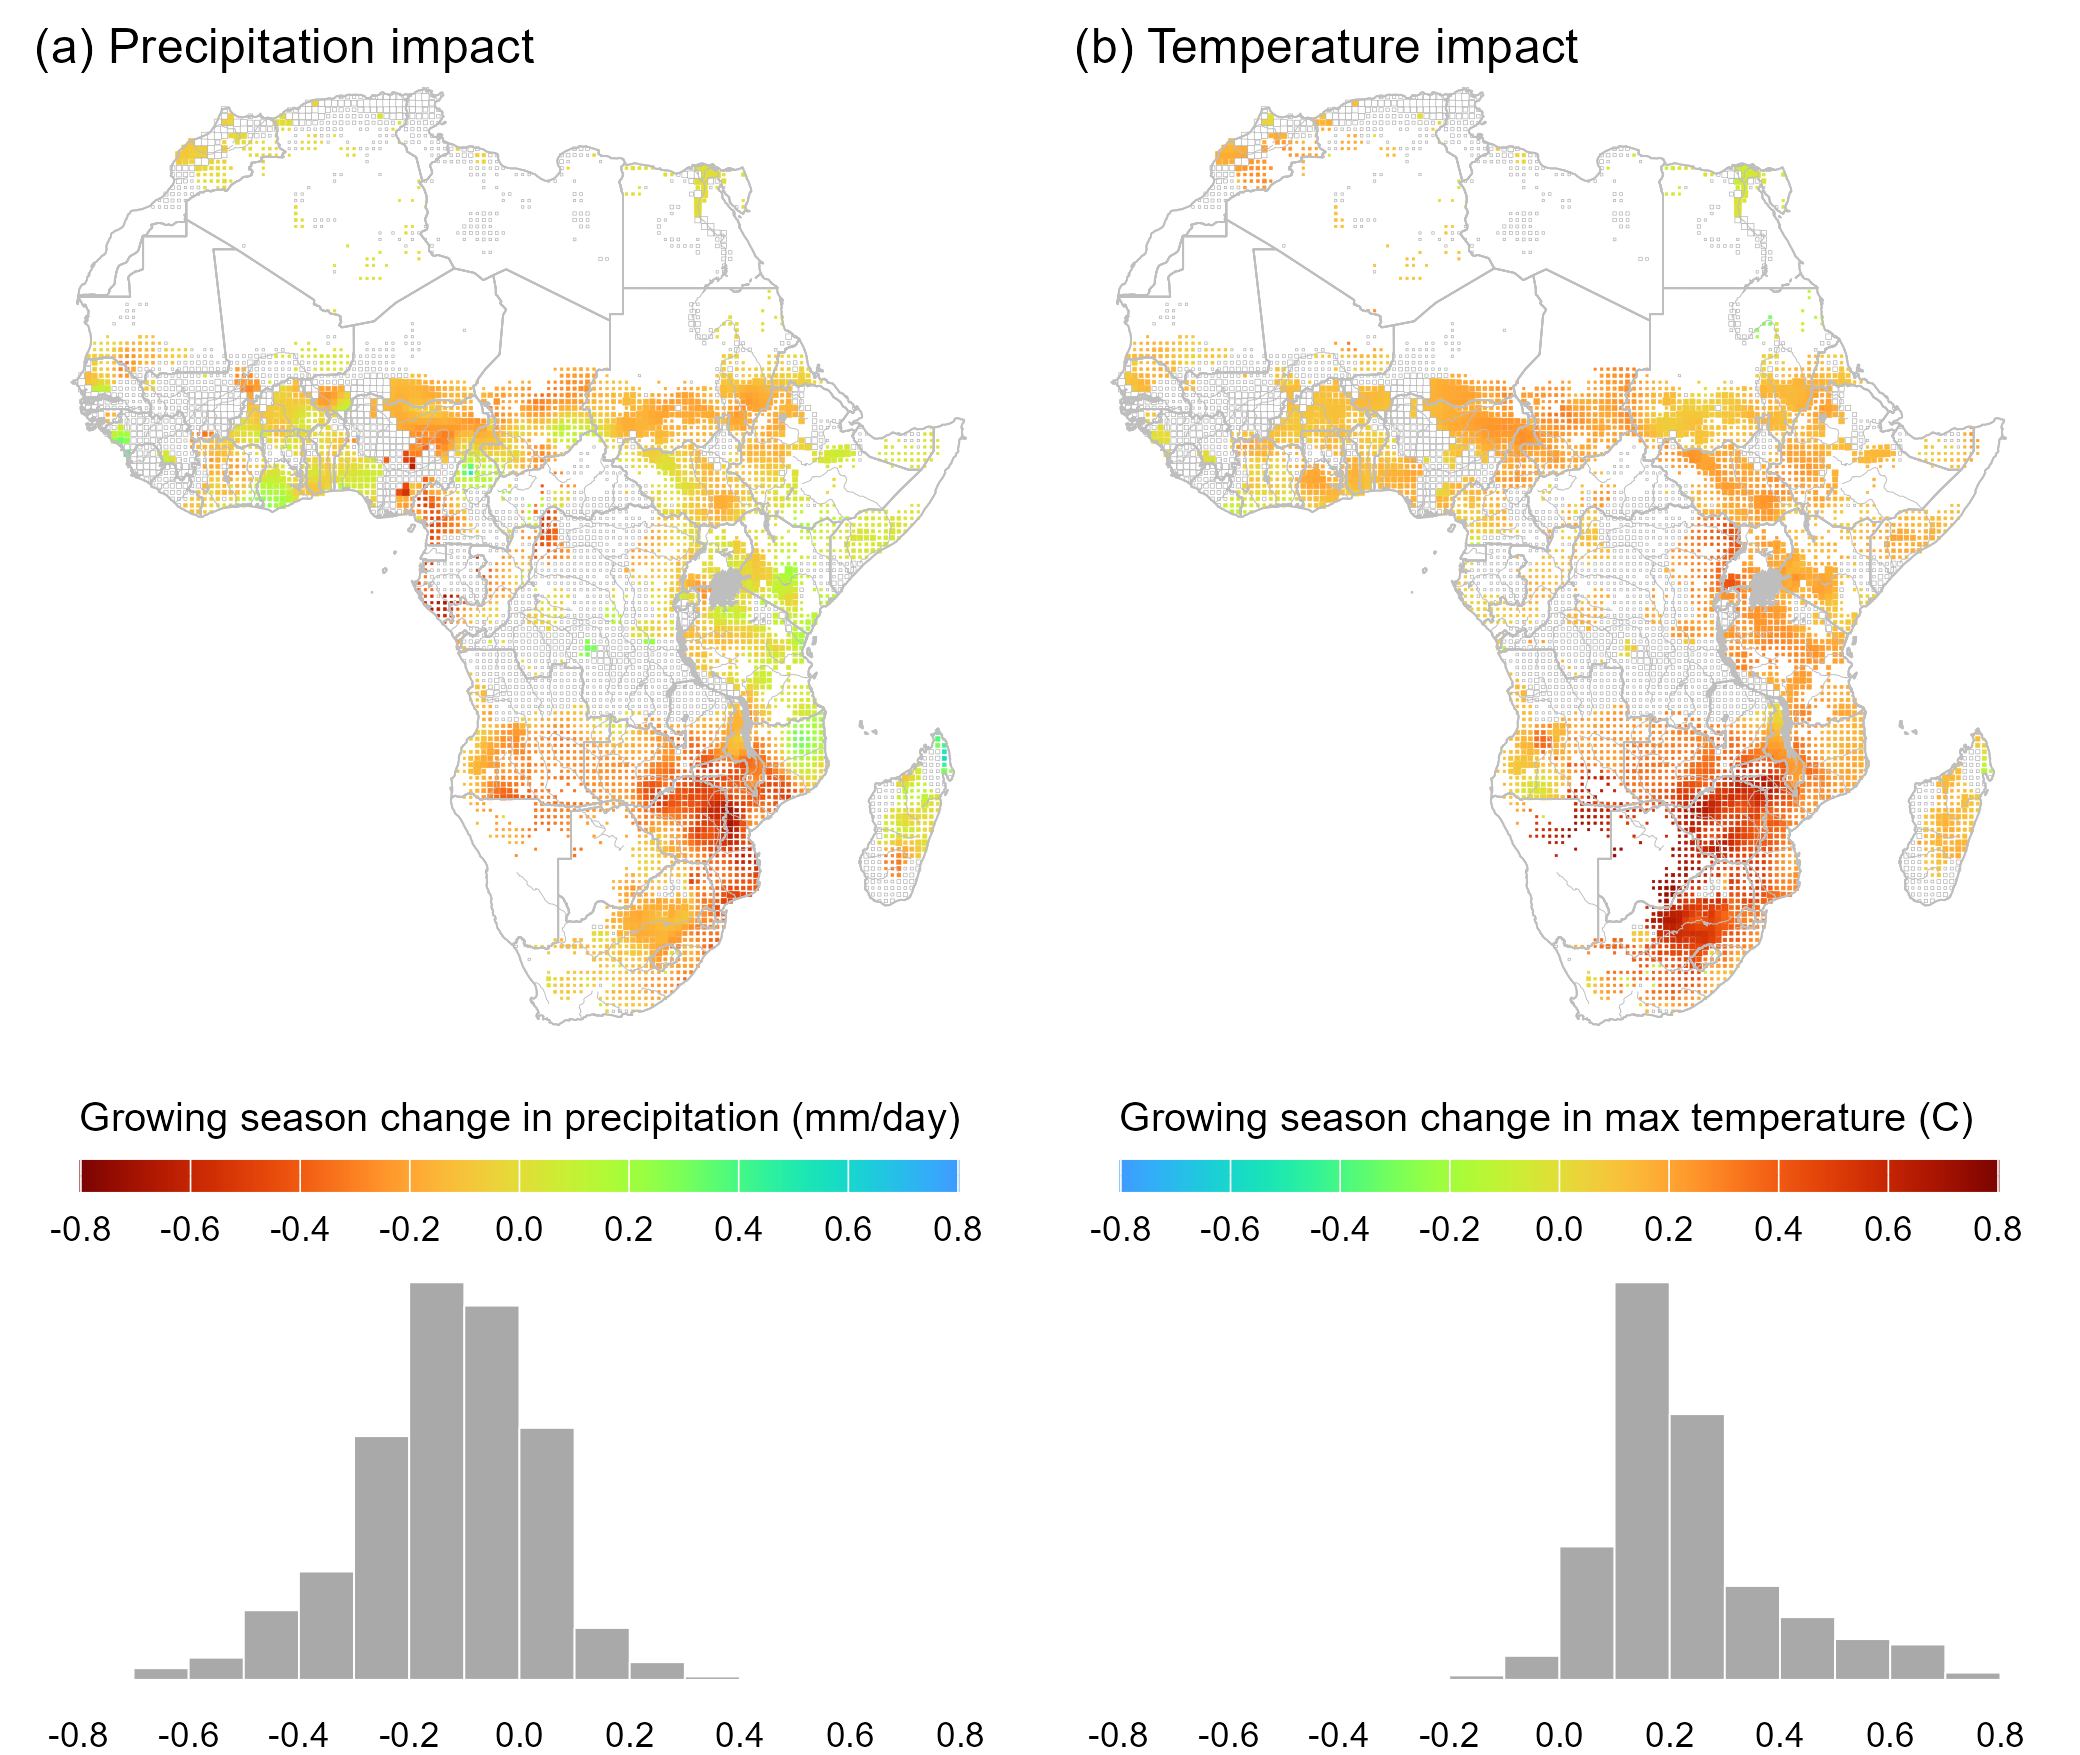 (a) Precipitation impact
(b) Temperature impact
Growing season change in precipitation (mm/day)
-0.8 -0.6 -0.4 -0.2 0.0 0.2 0.4 0.6 0.8
Growing season change in max temperature (C)
-0.8 -0.6 -0.4 -0.2 0.0 0.2 0.4 0.6 0.8
-0.8 -0.6 -0.4 -0.2 0.0 0.2 0.4 0.6 0.8
-0.8 -0.6 -0.4 -0.2 0.0 0.2 0.4 0.6 0.8